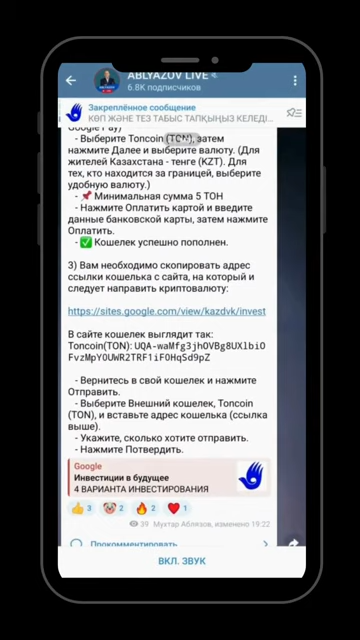 ABLYAZOV LIVE
6.8K подписчиков
Закреплённое сообщение
КӨП ЖӘНЕ ТЕЗ ТАБЫС ТАПҚЫҢЫЗ КЕЛЕДІ...
Google Pay)
- Выберите Toncoin (TON), затем
нажмите Далее и выберите валюту. (Для
жителей Казахстана - тенге (KZT). Для
тех, кто находится за границей, выберите
удобную валюту.)
- 📌 Минимальная сумма 5 ТОН
- Нажмите Оплатить картой и введите
данные банковской карты, затем нажмите
Оплатить.
- ✅ Кошелек успешно пополнен.
3) Вам необходимо скопировать адрес
ссылки кошелька с сайта, на который и
следует направить криптовалюту:
https://sites.google.com/view/kazdvk/invest
В сайте кошелек выглядит так:
Toncoin(TON): UQA-waMfg3jhOVBg8UXlbiO
FvzMpY0UWR2TRF1iF0HqSd9pZ
- Вернитесь в свой кошелек и нажмите
Отправить.
- Выберите Внешний кошелек, Toncoin
(TON), и вставьте адрес кошелька (ссылка
выше).
- Укажите, сколько хотите отправить.
- Нажмите Потвердить.
Google
Инвестиции в будущее
4 ВАРИАНТА ИНВЕСТИРОВАНИЯ
👍 3 🤡 2 🔥 2 ❤️ 1
39 Мухтар Аблязов, изменено 19:22
Прокомментировать
ВКЛ. ЗВУК